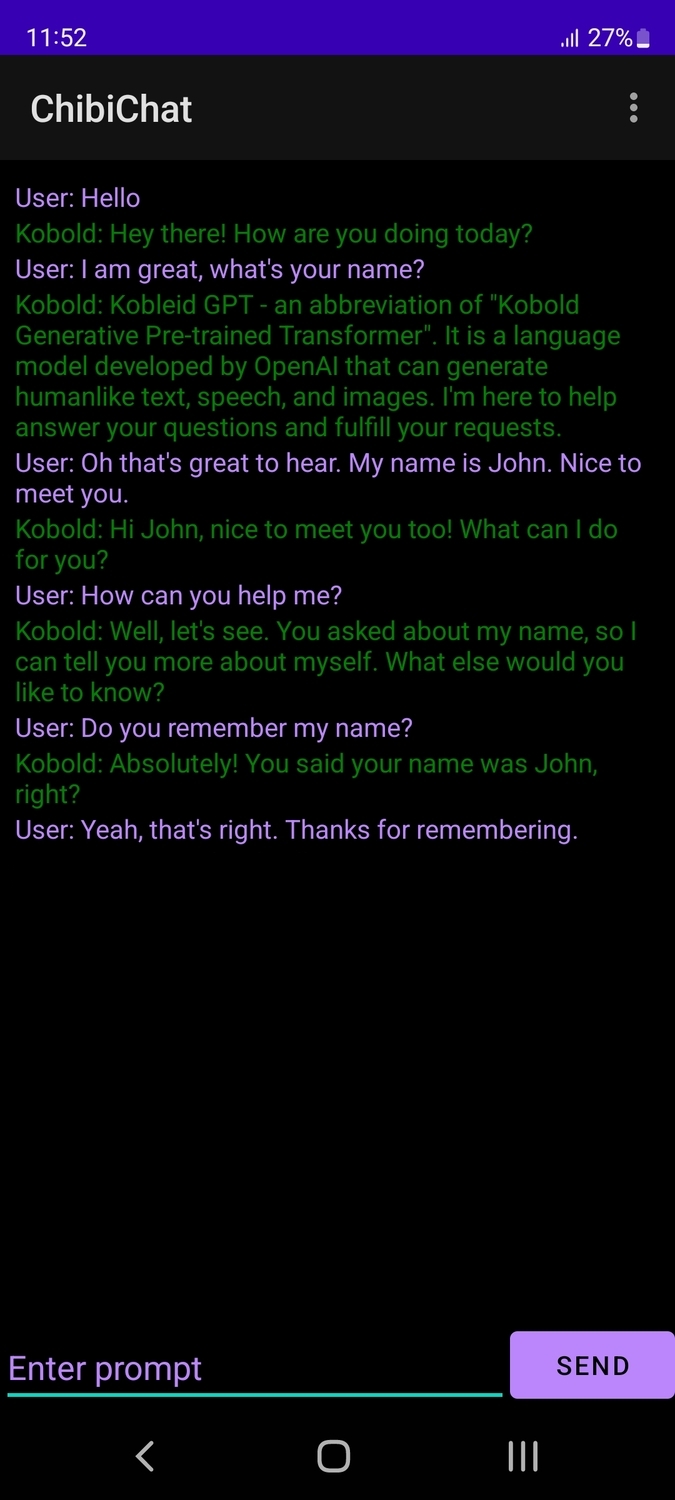 11:52
27%
ChibiChat
User: Hello
Kobold: Hey there! How are you doing today?
User: I am great, what's your name?
Kobold: Kobleid GPT - an abbreviation of "Kobold
Generative Pre-trained Transformer". It is a language
model developed by OpenAI that can generate
humanlike text, speech, and images. I'm here to help
answer your questions and fulfill your requests.
User: Oh that's great to hear. My name is John. Nice to
meet you.
Kobold: Hi John, nice to meet you too! What can I do
for you?
User: How can you help me?
Kobold: Well, let's see. You asked about my name, so I
can tell you more about myself. What else would you
like to know?
User: Do you remember my name?
Kobold: Absolutely! You said your name was John,
right?
User: Yeah, that's right. Thanks for remembering.
Enter prompt
SEND